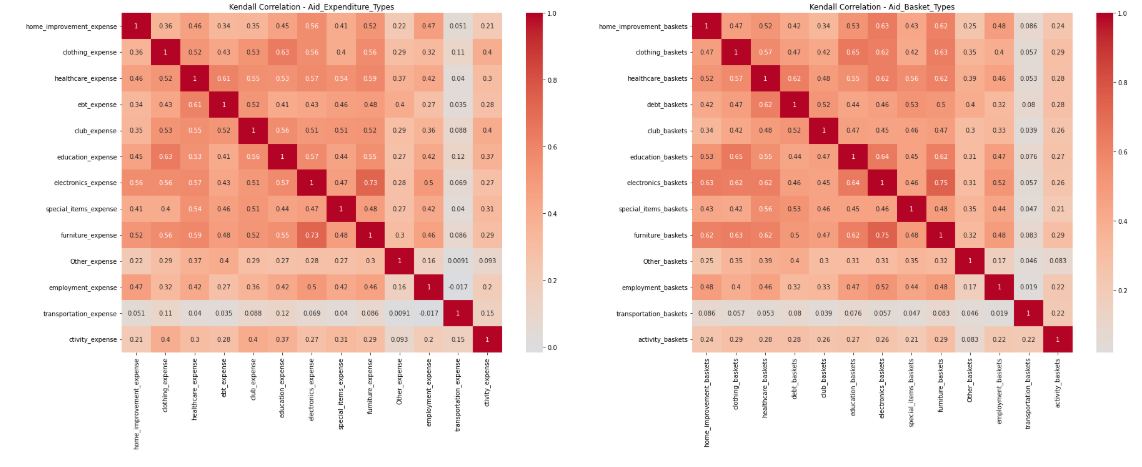 Kendall Correlation - Aid_Expenditure_Types
home_improvement_expense 1 0.36 0.46 0.34 0.35 0.45 0.56 0.41 0.52 0.22 0.47 0.051 0.21
clothing_expense 0.36 1 0.52 0.43 0.53 0.63 0.56 0.4 0.56 0.29 0.32 0.11 0.4
healthcare_expense 0.46 0.52 1 0.61 0.55 0.53 0.57 0.54 0.59 0.37 0.42 0.04 0.3
ebt_expense 0.34 0.43 0.61 1 0.52 0.41 0.43 0.46 0.48 0.4 0.27 0.035 0.28
club_expense 0.35 0.53 0.55 0.52 1 0.56 0.51 0.51 0.52 0.29 0.36 0.088 0.4
education_expense 0.45 0.63 0.53 0.41 0.56 1 0.57 0.44 0.55 0.27 0.42 0.12 0.37
electronics_expense 0.56 0.56 0.57 0.43 0.51 0.57 1 0.47 0.73 0.28 0.5 0.069 0.27
special_items_expense 0.41 0.4 0.54 0.46 0.51 0.44 0.47 1 0.48 0.27 0.42 0.04 0.31
furniture_expense 0.52 0.56 0.59 0.48 0.52 0.55 0.73 0.48 1 0.3 0.46 0.086 0.29
Other_expense 0.22 0.29 0.37 0.4 0.29 0.27 0.28 0.27 0.3 1 0.16 0.0091 0.093
employment_expense 0.47 0.32 0.42 0.27 0.36 0.42 0.5 0.42 0.46 0.16 1 -0.017 0.2
transportation_expense 0.051 0.11 0.04 0.035 0.088 0.12 0.069 0.04 0.086 0.0091 -0.017 1 0.15
ctivity_expense 0.21 0.4 0.3 0.28 0.4 0.37 0.27 0.31 0.29 0.093 0.2 0.15 1
home_improvement_expense
clothing_expense
healthcare_expense
ebt_expense
club_expense
education_expense
electronics_expense
special_items_expense
furniture_expense
Other_expense
employment_expense
transportation_expense
ctivity_expense
1.0
0.8
0.6
0.4
0.2
0.0
Kendall Correlation - Aid_Basket_Types
home_improvement_baskets 1 0.47 0.52 0.42 0.34 0.53 0.63 0.43 0.62 0.25 0.48 0.086 0.24
clothing_baskets 0.47 1 0.57 0.47 0.42 0.65 0.62 0.42 0.63 0.35 0.4 0.057 0.29
healthcare_baskets 0.52 0.57 1 0.62 0.48 0.55 0.62 0.56 0.62 0.39 0.46 0.053 0.28
debt_baskets 0.42 0.47 0.62 1 0.52 0.44 0.46 0.53 0.5 0.4 0.32 0.08 0.28
club_baskets 0.34 0.42 0.48 0.52 1 0.47 0.45 0.46 0.47 0.3 0.33 0.039 0.26
education_baskets 0.53 0.65 0.55 0.44 0.47 1 0.64 0.45 0.62 0.31 0.47 0.076 0.27
electronics_baskets 0.63 0.62 0.62 0.46 0.45 0.64 1 0.46 0.75 0.31 0.52 0.057 0.26
special_items_baskets 0.43 0.42 0.56 0.53 0.46 0.45 0.46 1 0.48 0.35 0.44 0.047 0.21
furniture_baskets 0.62 0.63 0.62 0.5 0.47 0.62 0.75 0.48 1 0.32 0.48 0.083 0.29
Other_baskets 0.25 0.35 0.39 0.4 0.3 0.31 0.31 0.35 0.32 1 0.17 0.046 0.083
employment_baskets 0.48 0.4 0.46 0.32 0.33 0.47 0.52 0.44 0.48 0.17 1 0.019 0.22
transportation_baskets 0.086 0.057 0.053 0.08 0.039 0.076 0.057 0.047 0.083 0.046 0.019 1 0.22
activity_baskets 0.24 0.29 0.28 0.28 0.26 0.27 0.26 0.21 0.29 0.083 0.22 0.22 1
home_improvement_baskets
clothing_baskets
healthcare_baskets
debt_baskets
club_baskets
education_baskets
electronics_baskets
special_items_baskets
furniture_baskets
Other_baskets
employment_baskets
transportation_baskets
activity_baskets
1.0
0.8
0.6
0.4
0.2